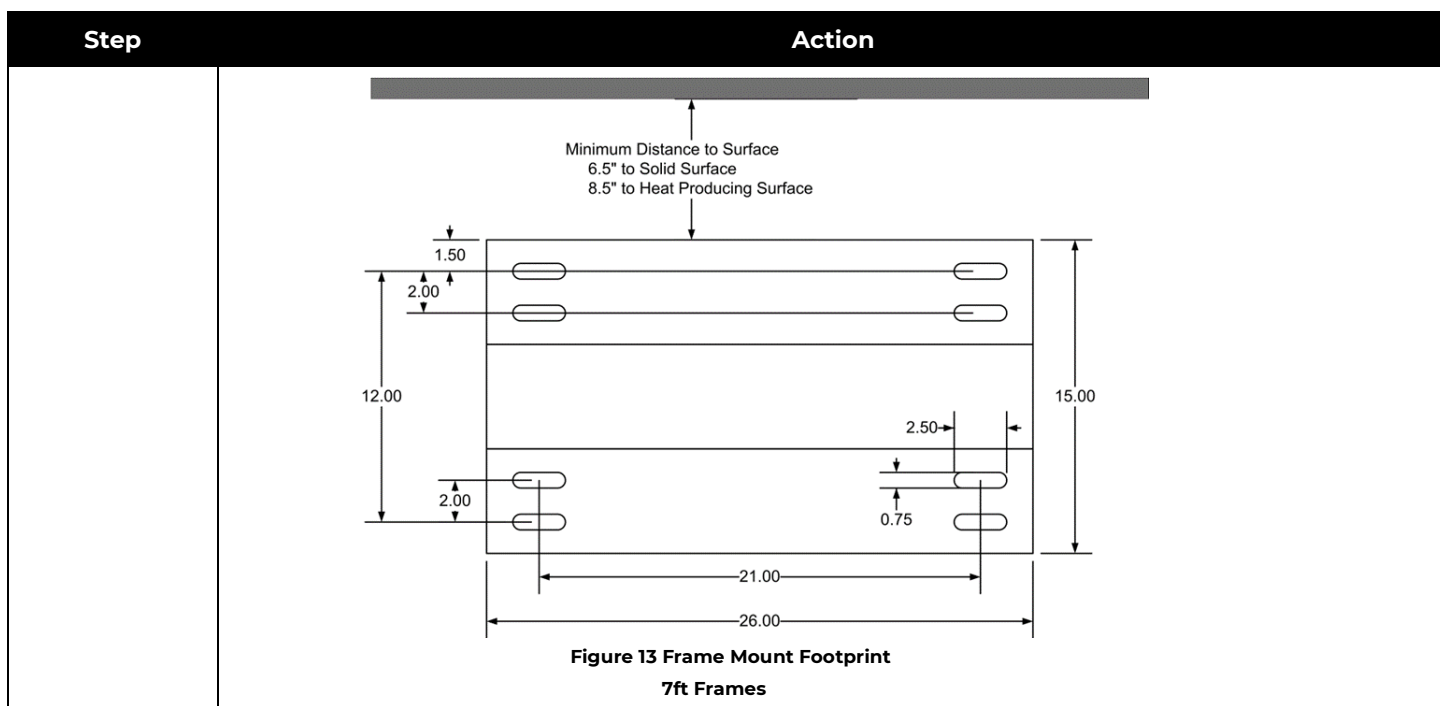 Step Action
Minimum Distance to Surface
6.5" to Solid Surface
8.5" to Heat Producing Surface
1.50
2.00
12.00
15.00
2.50
2.00
0.75
21.00
26.00
Figure 13 Frame Mount Footprint
7ft Frames